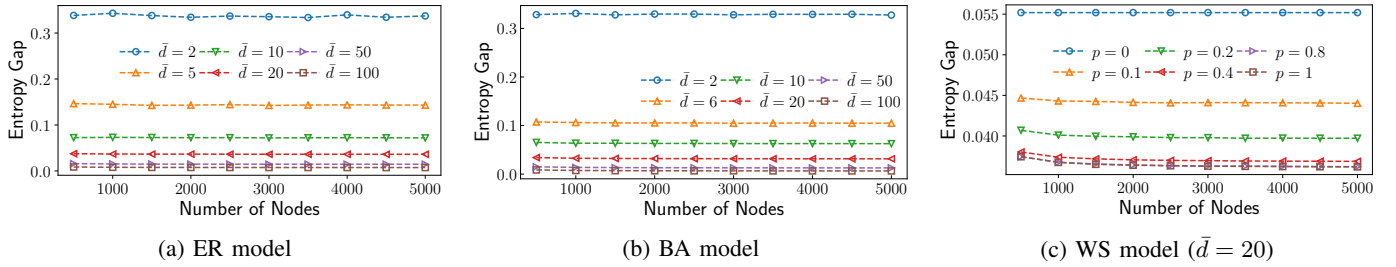 Entropy Gap
0.3
0.2
0.1
0.0
d̄ = 2
d̄ = 10
d̄ = 50
d̄ = 5
d̄ = 20
d̄ = 100
1000 2000 3000 4000 5000
Number of Nodes
(a) ER model
Entropy Gap
0.3
0.2
0.1
0.0
d̄ = 2
d̄ = 10
d̄ = 50
d̄ = 6
d̄ = 20
d̄ = 100
1000 2000 3000 4000 5000
Number of Nodes
(b) BA model
Entropy Gap
0.055
0.050
0.045
0.040
p = 0
p = 0.2
p = 0.8
p = 0.1
p = 0.4
p = 1
1000 2000 3000 4000 5000
Number of Nodes
(c) WS model (d̄ = 20)